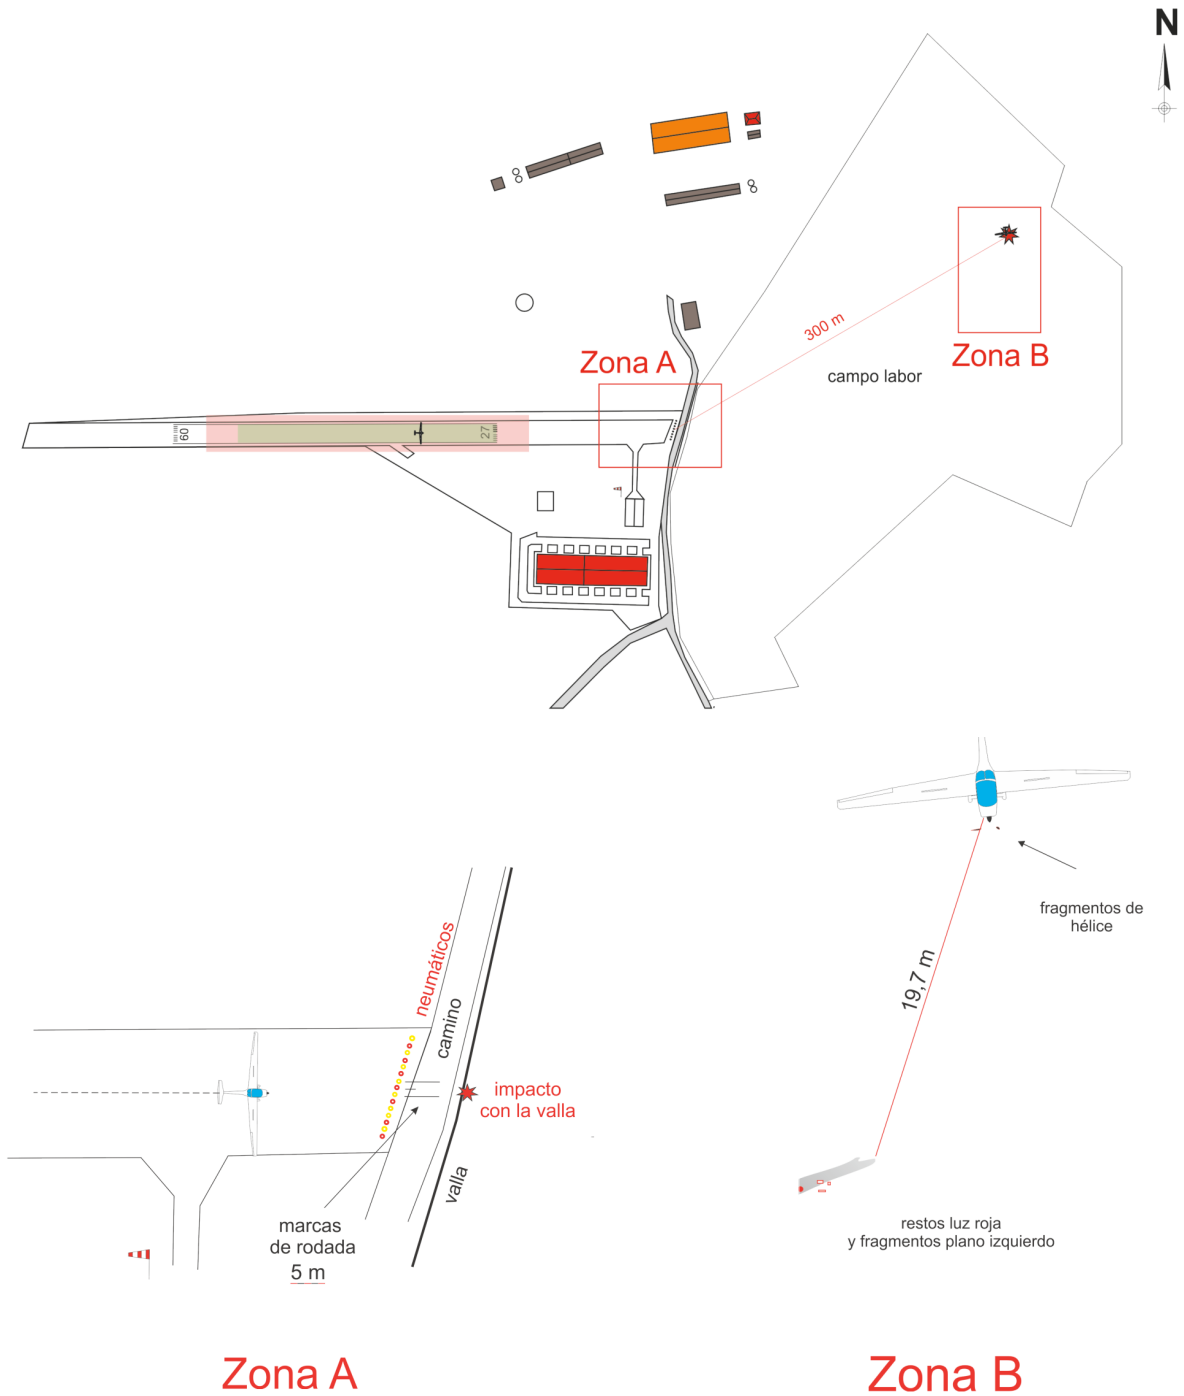 N
300 m
Zona A
Zona B
campo labor
09
27
neumáticos
camino
impacto
con la valla
valla
marcas
de rodada
5 m
Zona A
fragmentos de
hélice
19,7 m
restos luz roja
y fragmentos plano izquierdo
Zona B